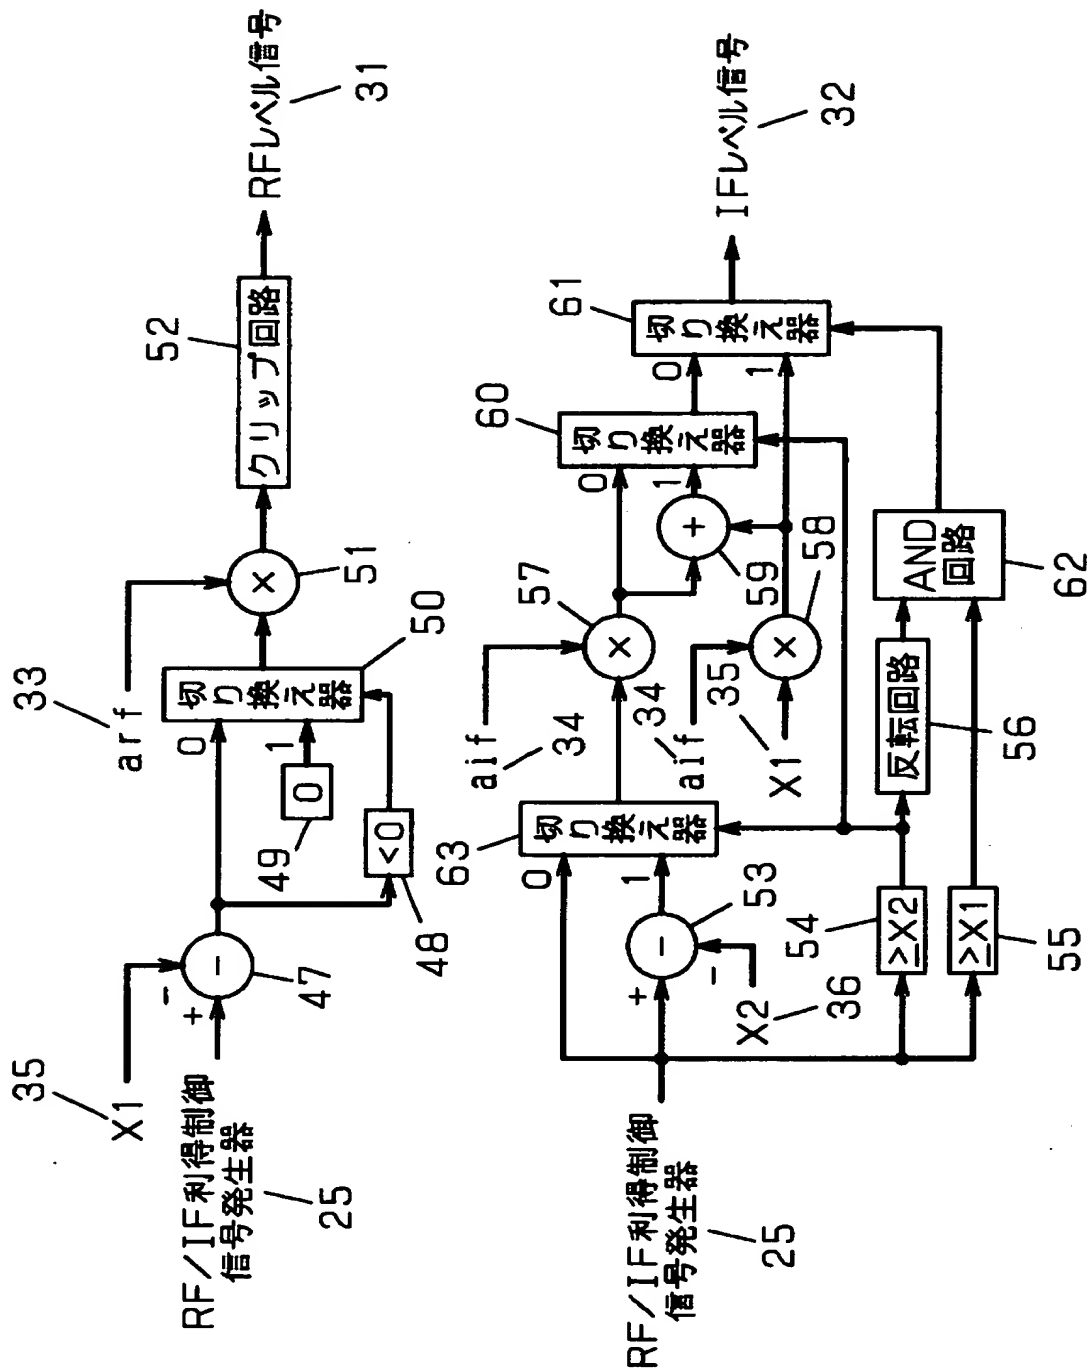 35
X1
33
arf
RF/IF利得制御
信号発生器
25
+
-
-
47
0
1
49
0
48
<0
切り換え器
50
×
51
52
クリップ回路
RFレベル信号
31
RF/IF利得制御
信号発生器
25
0
1
63
切り換え器
+
-
-
53
X2
36
54
≥X2
≥X1
55
aif
34
×
57
aif
34
35
X1
×
58
+
59
反転回路
56
AND
回路
62
0
1
60
切り換え器
0
1
61
切り換え器
IFレベル信号
32